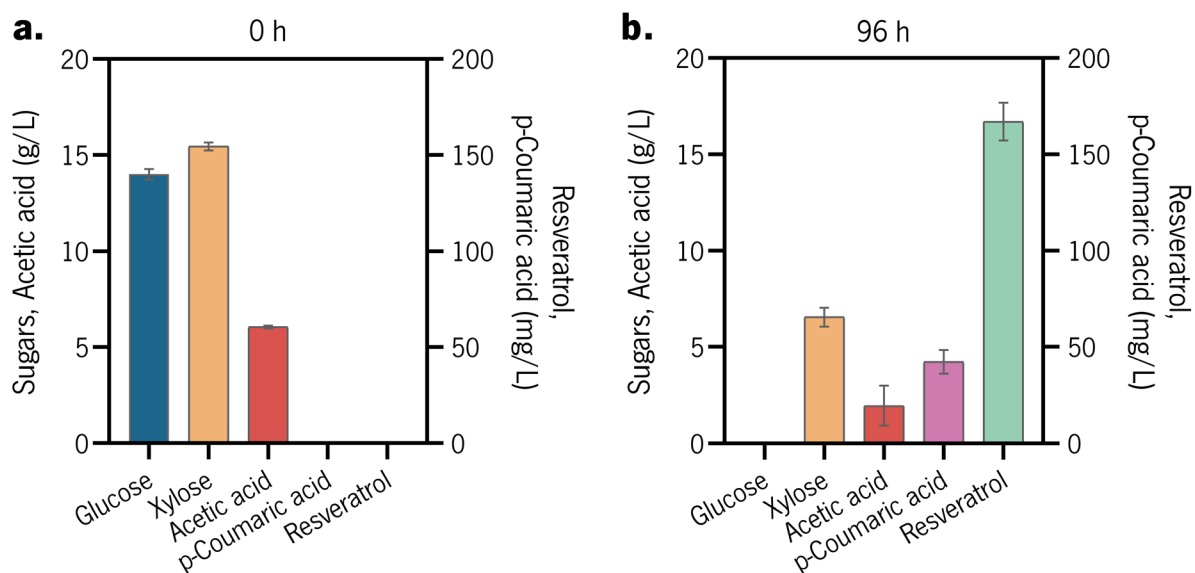 a.
0 h
Sugars, Acetic acid (g/L)
20
15
10
5
0
200
150
100
50
0
Resveratrol,
p-Coumaric acid (mg/L)
Glucose
Xylose
Acetic acid
p-Coumaric acid
Resveratrol
b.
96 h
Sugars, Acetic acid (g/L)
20
15
10
5
0
200
150
100
50
0
Resveratrol,
p-Coumaric acid (mg/L)
Glucose
Xylose
Acetic acid
p-Coumaric acid
Resveratrol